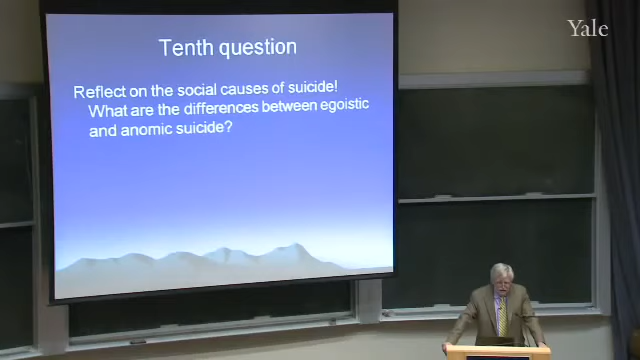 Yale
Tenth question
Reflect on the social causes of suicide!
What are the differences between egoistic
and anomic suicide?